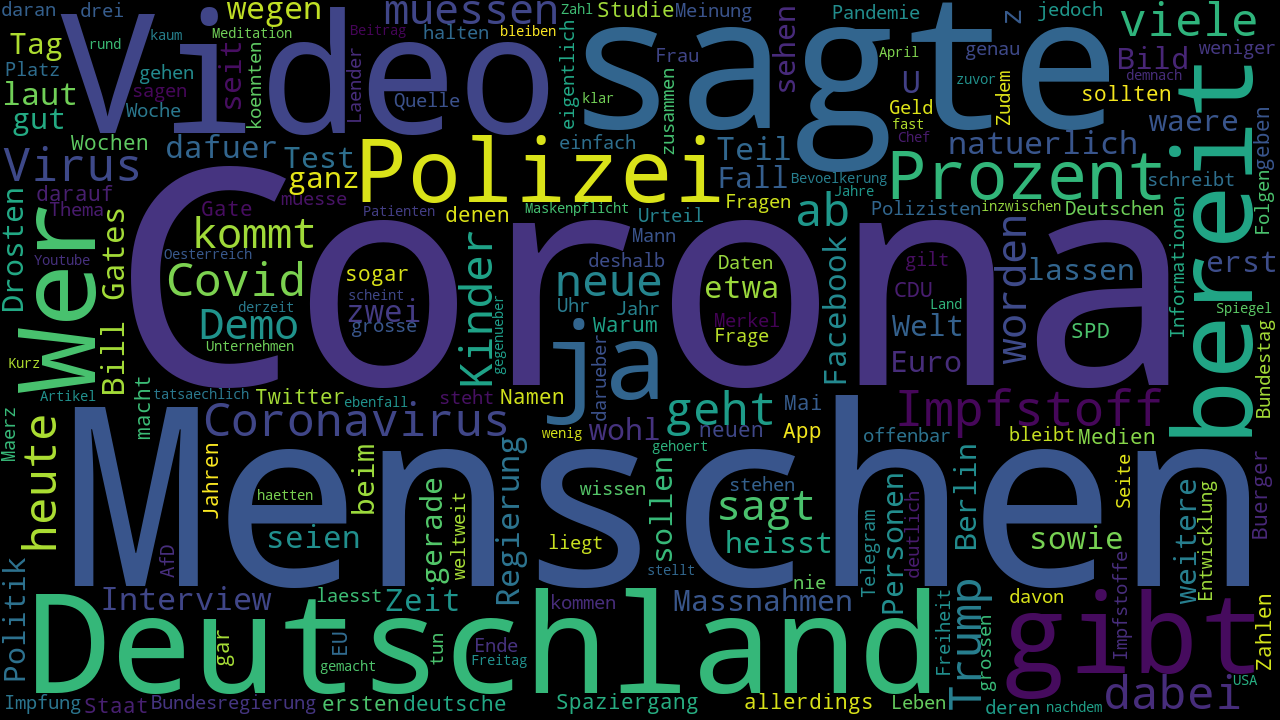 daran
drei
wegen
muessen
Zahl
Studie
Meinung
Pandemie
z
jedoch
viele
Tag
rund
kaum
Video
Meditation
Beitrag
halten
bleiben
sagte
Frau
sehen
genau
April
Bild
weniger
Platz
gehen
seit
koennten
Laender
eigentlich
zusammen
U
zuvor
Zudem
demnach
laut
sagen
Quelle
klar
Geld
sollten
bereit
gut
Woche
fast
Chef
waere
Wochen
dafuer
Test
Polizei
einfach
Teil
natuerlich
geben
Virus
ganz
Fall
Bevoelkerung
Prozent
schreibt
Folgen
darauf
muesse
Jahre
Drosten
Thema
Gate
Patienten
denen
Maskenpflicht
Urteil
Fragen
ab
Polizisten
inzwischen
Deutschen
Informationen
Wer
Gates
kommt
Corona
Mann
worden
Youtube
Oesterreich
Kinder
deshalb
Daten
Facebook
gilt
lassen
erst
Covid
sogar
neue
etwa
CDU
scheint
gegenueber
derzeit
zwei
Uhr
Jahr
Land
Spiegel
Demo
grosse
Warum
Merkel
Welt
SPD
Bundestag
Bill
Unternehmen
ja
darueber
Frage
Kurz
Euro
Artikel
macht
tatsaechlich
Twitter
ebenfall
steht
Namen
geht
Mai
Impfstoff
Maerz
heute
Coronavirus
wenig
wohl
neuen
App
offenbar
bleibt
Medien
Menschen
gehoert
Jahren
beim
Regierung
sollen
Personen
Berlin
Seite
Buerger
haetten
gerade
weltweit
wissen
stehen
sagt
deutlich
weitere
Entwicklung
seien
liegt
heisst
Telegram
sowie
AfD
stellt
Politik
nie
Impfstoffe
Interview
laesst
Zeit
kommen
Massnahmen
Trump
davon
Zahlen
Deutschland
gar
EU
tun
Ende
Freiheit
grossen
gibt
gemacht
Freitag
USA
Impfung
Staat
Bundesregierung
ersten
deutsche
Spaziergang
allerdings
Leben
deren
nachdem
dabei